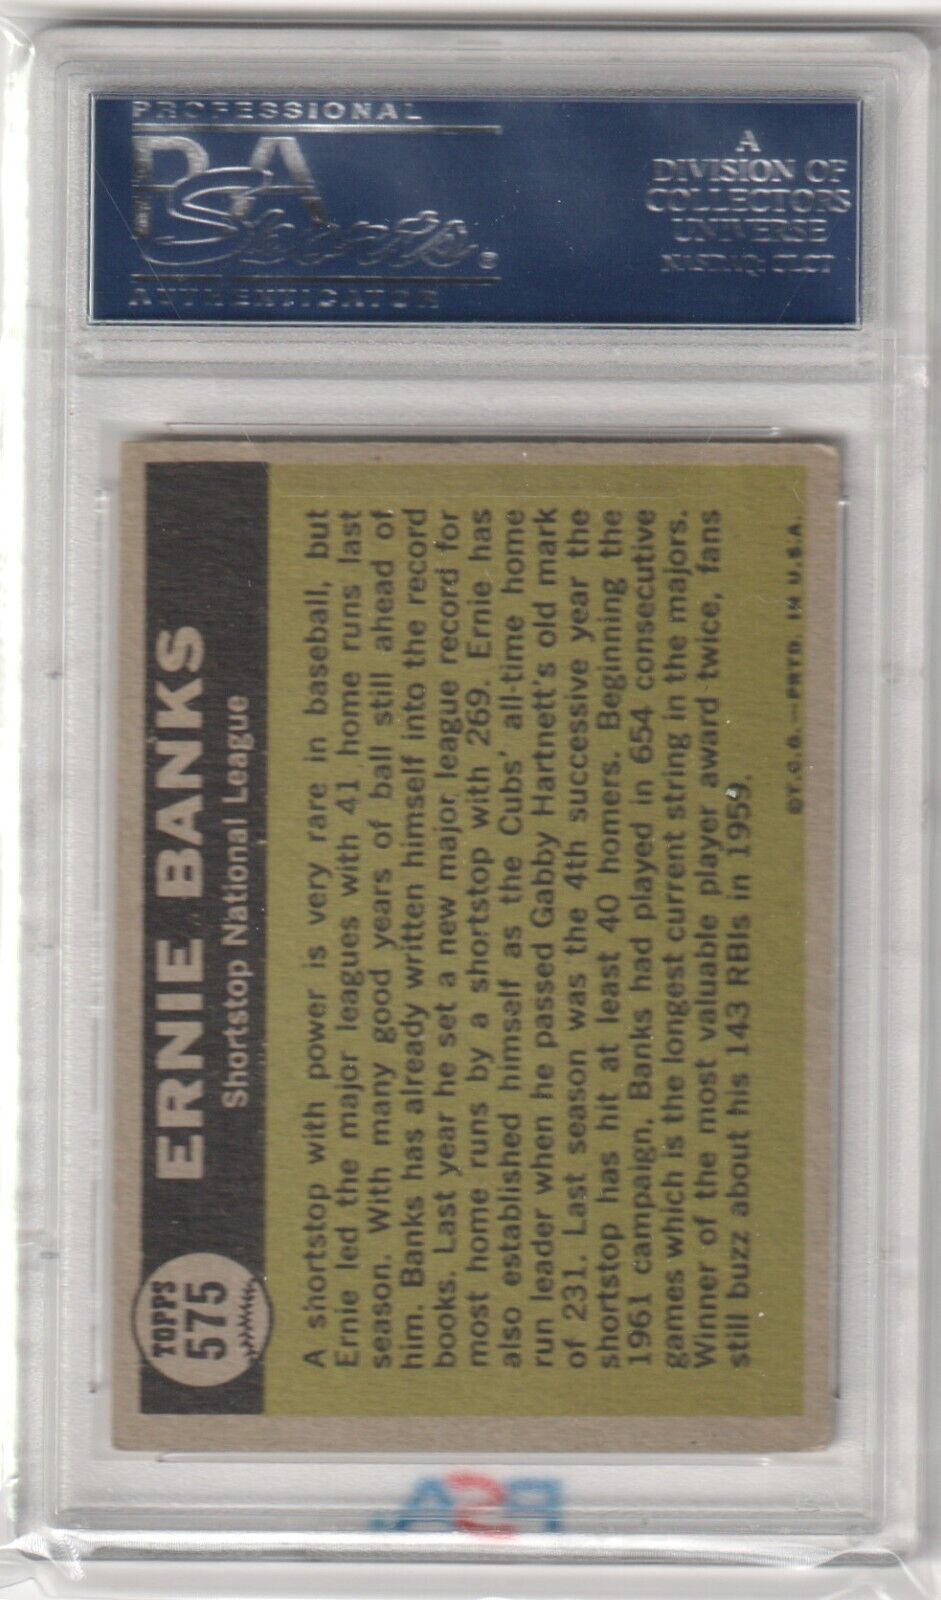 PROFESSIONAL
PSA
Sports®
AUTHENTICATOR
A
DIVISION OF
COLLECTORS
UNIVERSE
NASDAQ: CLCT
TOPPS
575
ERNIE BANKS
Shortstop National League
A shortstop with power is very rare in baseball, but
Ernie led the major leagues with 41 home runs last
season. With many good years of ball still ahead of
him. Banks has already written himself into the record
books. Last year he set a new major league record for
most home runs by a shortstop with 269. Ernie has
also established himself as the Cubs' all-time home
run leader when he passed Gabby Hartnett's old mark
of 231. Last season was the 4th successive year the
shortstop has hit at least 40 homers. Beginning the
1961 campaign, Banks had played in 654 consecutive
games which is the longest current string in the majors.
Winner of the most valuable player award twice, fans
still buzz about his 143 RBIs in 1959.
©T.C.G.—PRTD. IN U.S.A.
PSA